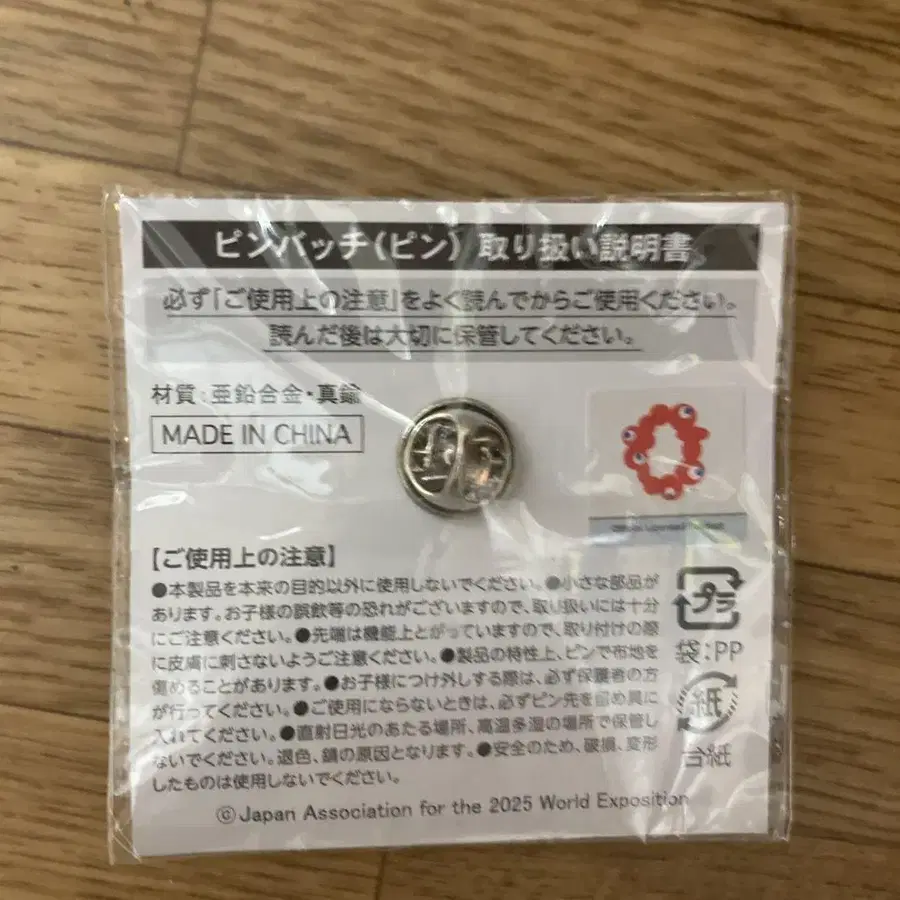 ピンバッチ(ピン) 取り扱い説明書
必ず「ご使用上の注意」をよく読んでからご使用ください。
読んだ後は大切に保管してください。
材質:亜鉛合金・真鍮
MADE IN CHINA
【ご使用上の注意】
●本製品を本来の目的以外に使用しないでください。●小さな部品が
あります。お子様の誤飲等の恐れがございますので、取り扱いには十分
にご注意ください。●先端は機能上とがっていますので、取り付けの際
に皮膚に刺さないようご注意ください。●製品の特性上、ピンで布地を
傷めることがあります。●お子様につけ外しする際は、必ず保護者の方
が行ってください。●ご使用にならないときは、必ずピン先を留め具に
入れてください。●直射日光のあたる場所、高温多湿の場所で保管し
ないでください。退色、錆の原因となります。●安全のため、破損、変形
したものは使用しないでください。
プラ
袋:PP
紙
台紙
©Japan Association for the 2025 World Exposition